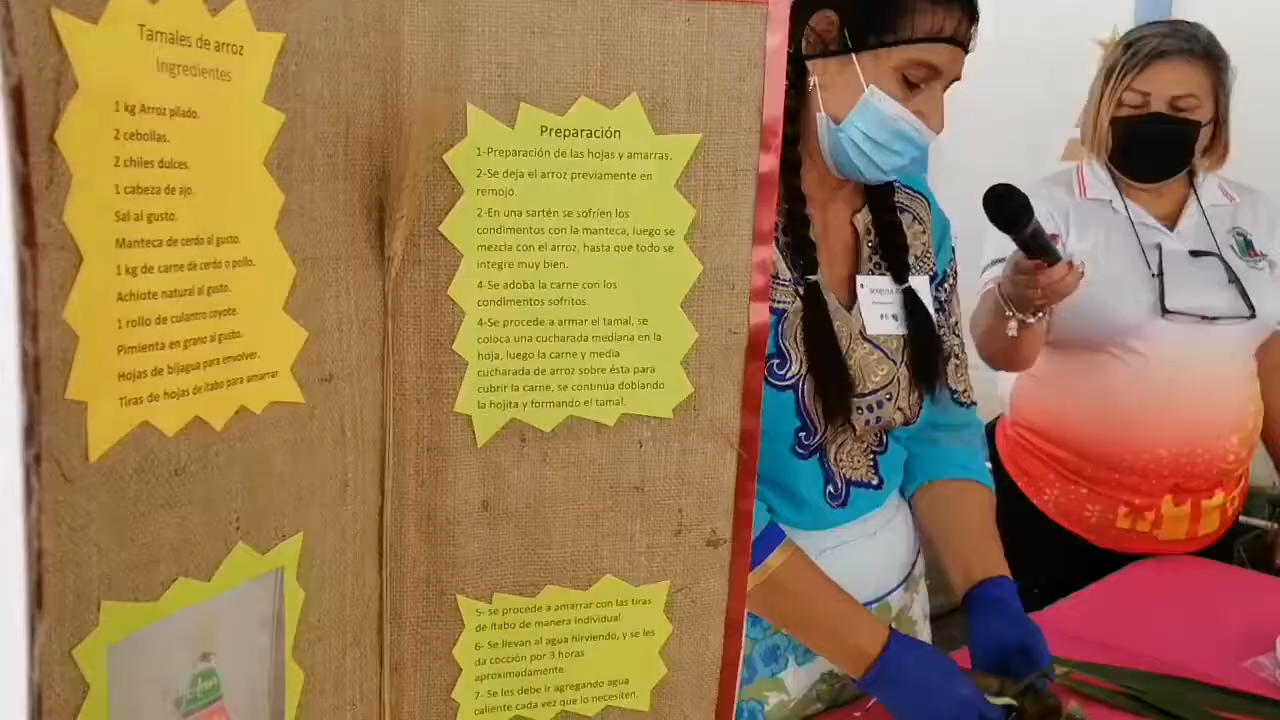 Tamales de arroz
Ingredientes
1 kg Arroz pilado.
2 cebollas.
2 chiles dulces.
1 cabeza de ajo.
Sal al gusto.
Manteca de cerdo al gusto.
1 kg de carne de cerdo o pollo.
Achiote natural al gusto.
1 rollo de culantro coyote.
Pimienta en grano al gusto.
Hojas de bijagua para envolver.
Tiras de hojas de itabo para amarrar
Preparación
1-Preparación de las hojas y amarras.
2-Se deja el arroz previamente en
remojo.
2-En una sartén se sofríen los
condimentos con la manteca, luego se
mezcla con el arroz, hasta que todo se
integre muy bien.
4-Se adoba la carne con los
condimentos sofritos.
4-Se procede a armar el tamal, se
coloca una cucharada mediana en la
hoja, luego la carne y media
cucharada de arroz sobre ésta para
cubrir la carne, se continúa doblando
la hojita y formando el tamal.
5- se procede a amarrar con las tiras
de itabo de manera individual
6- Se llevan al agua hirviendo, y se les
da cocción por 3 horas
aproximadamente.
7- Se les debe ir agregando agua
caliente cada vez que lo necesiten.